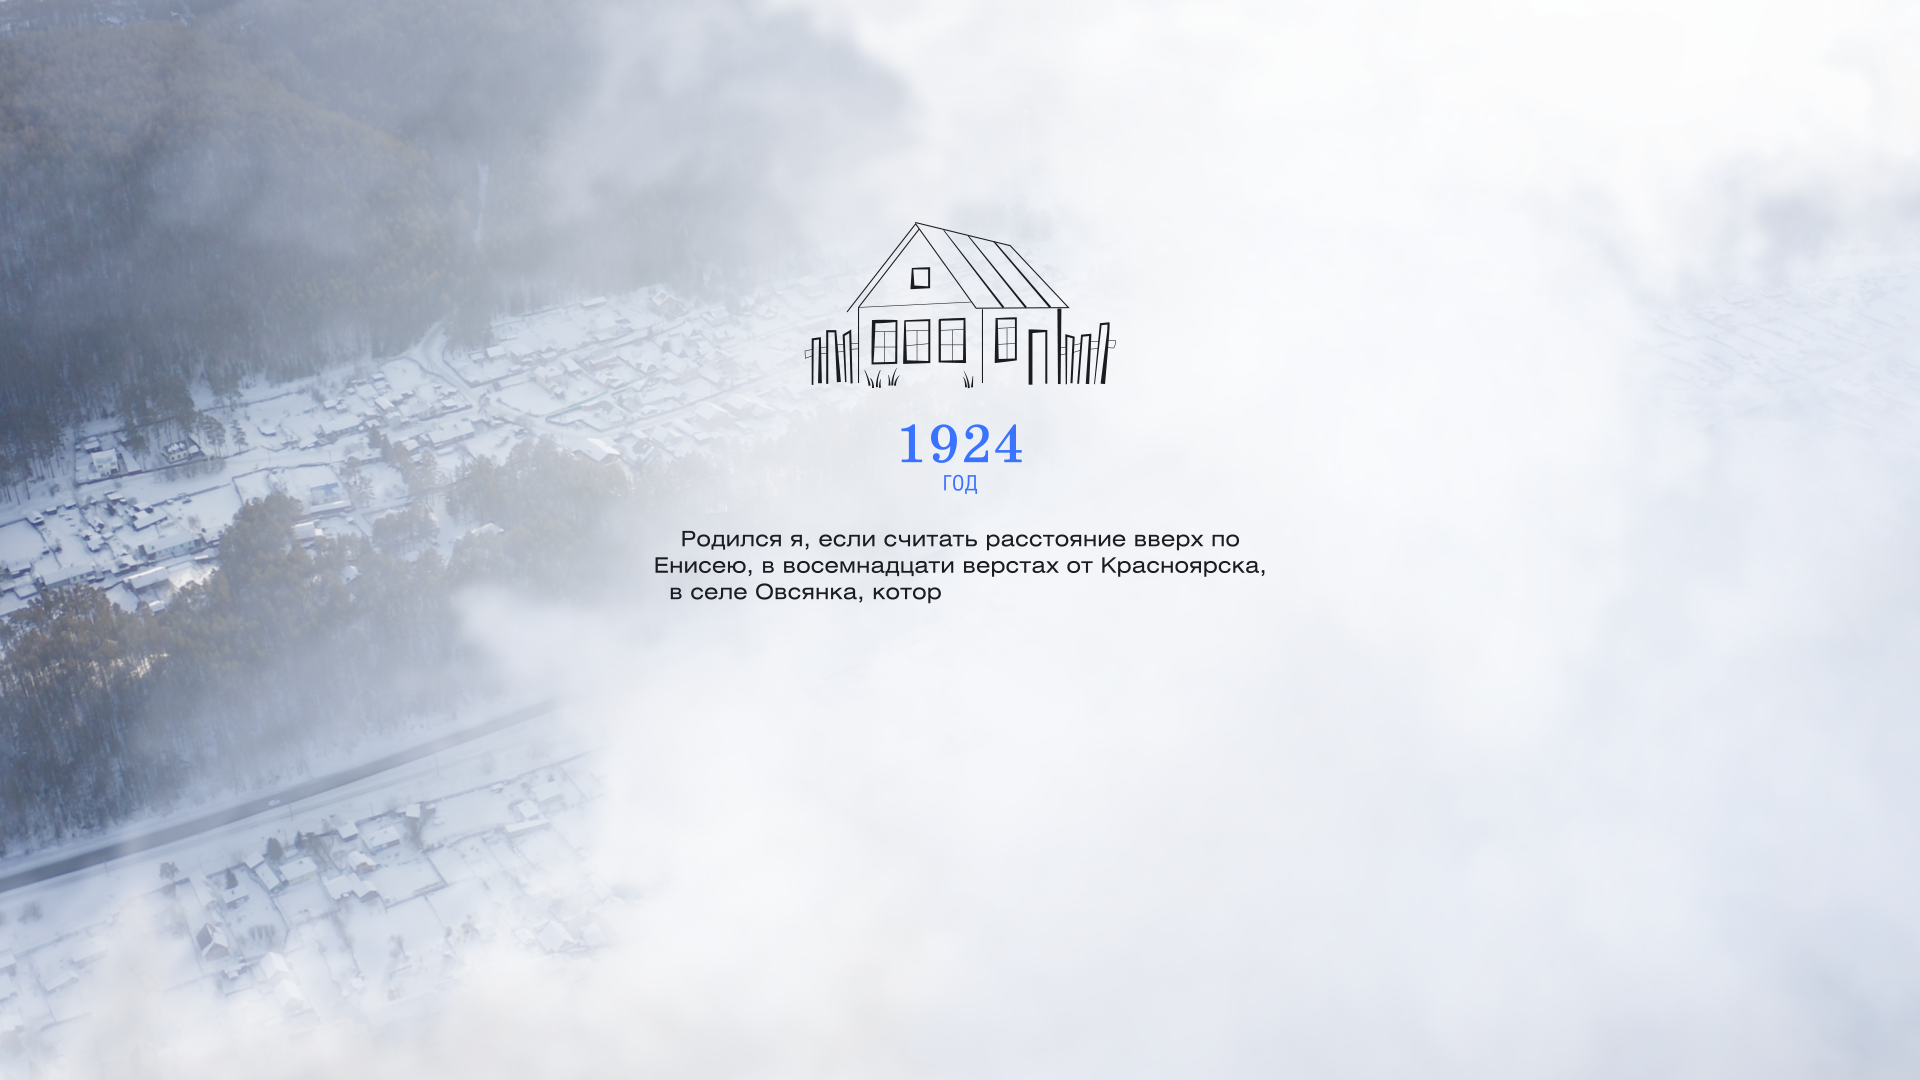 1924
ГОД
Родился я, если считать расстояние вверх по
Енисею, в восемнадцати верстах от Красноярска,
в селе Овсянка, котор